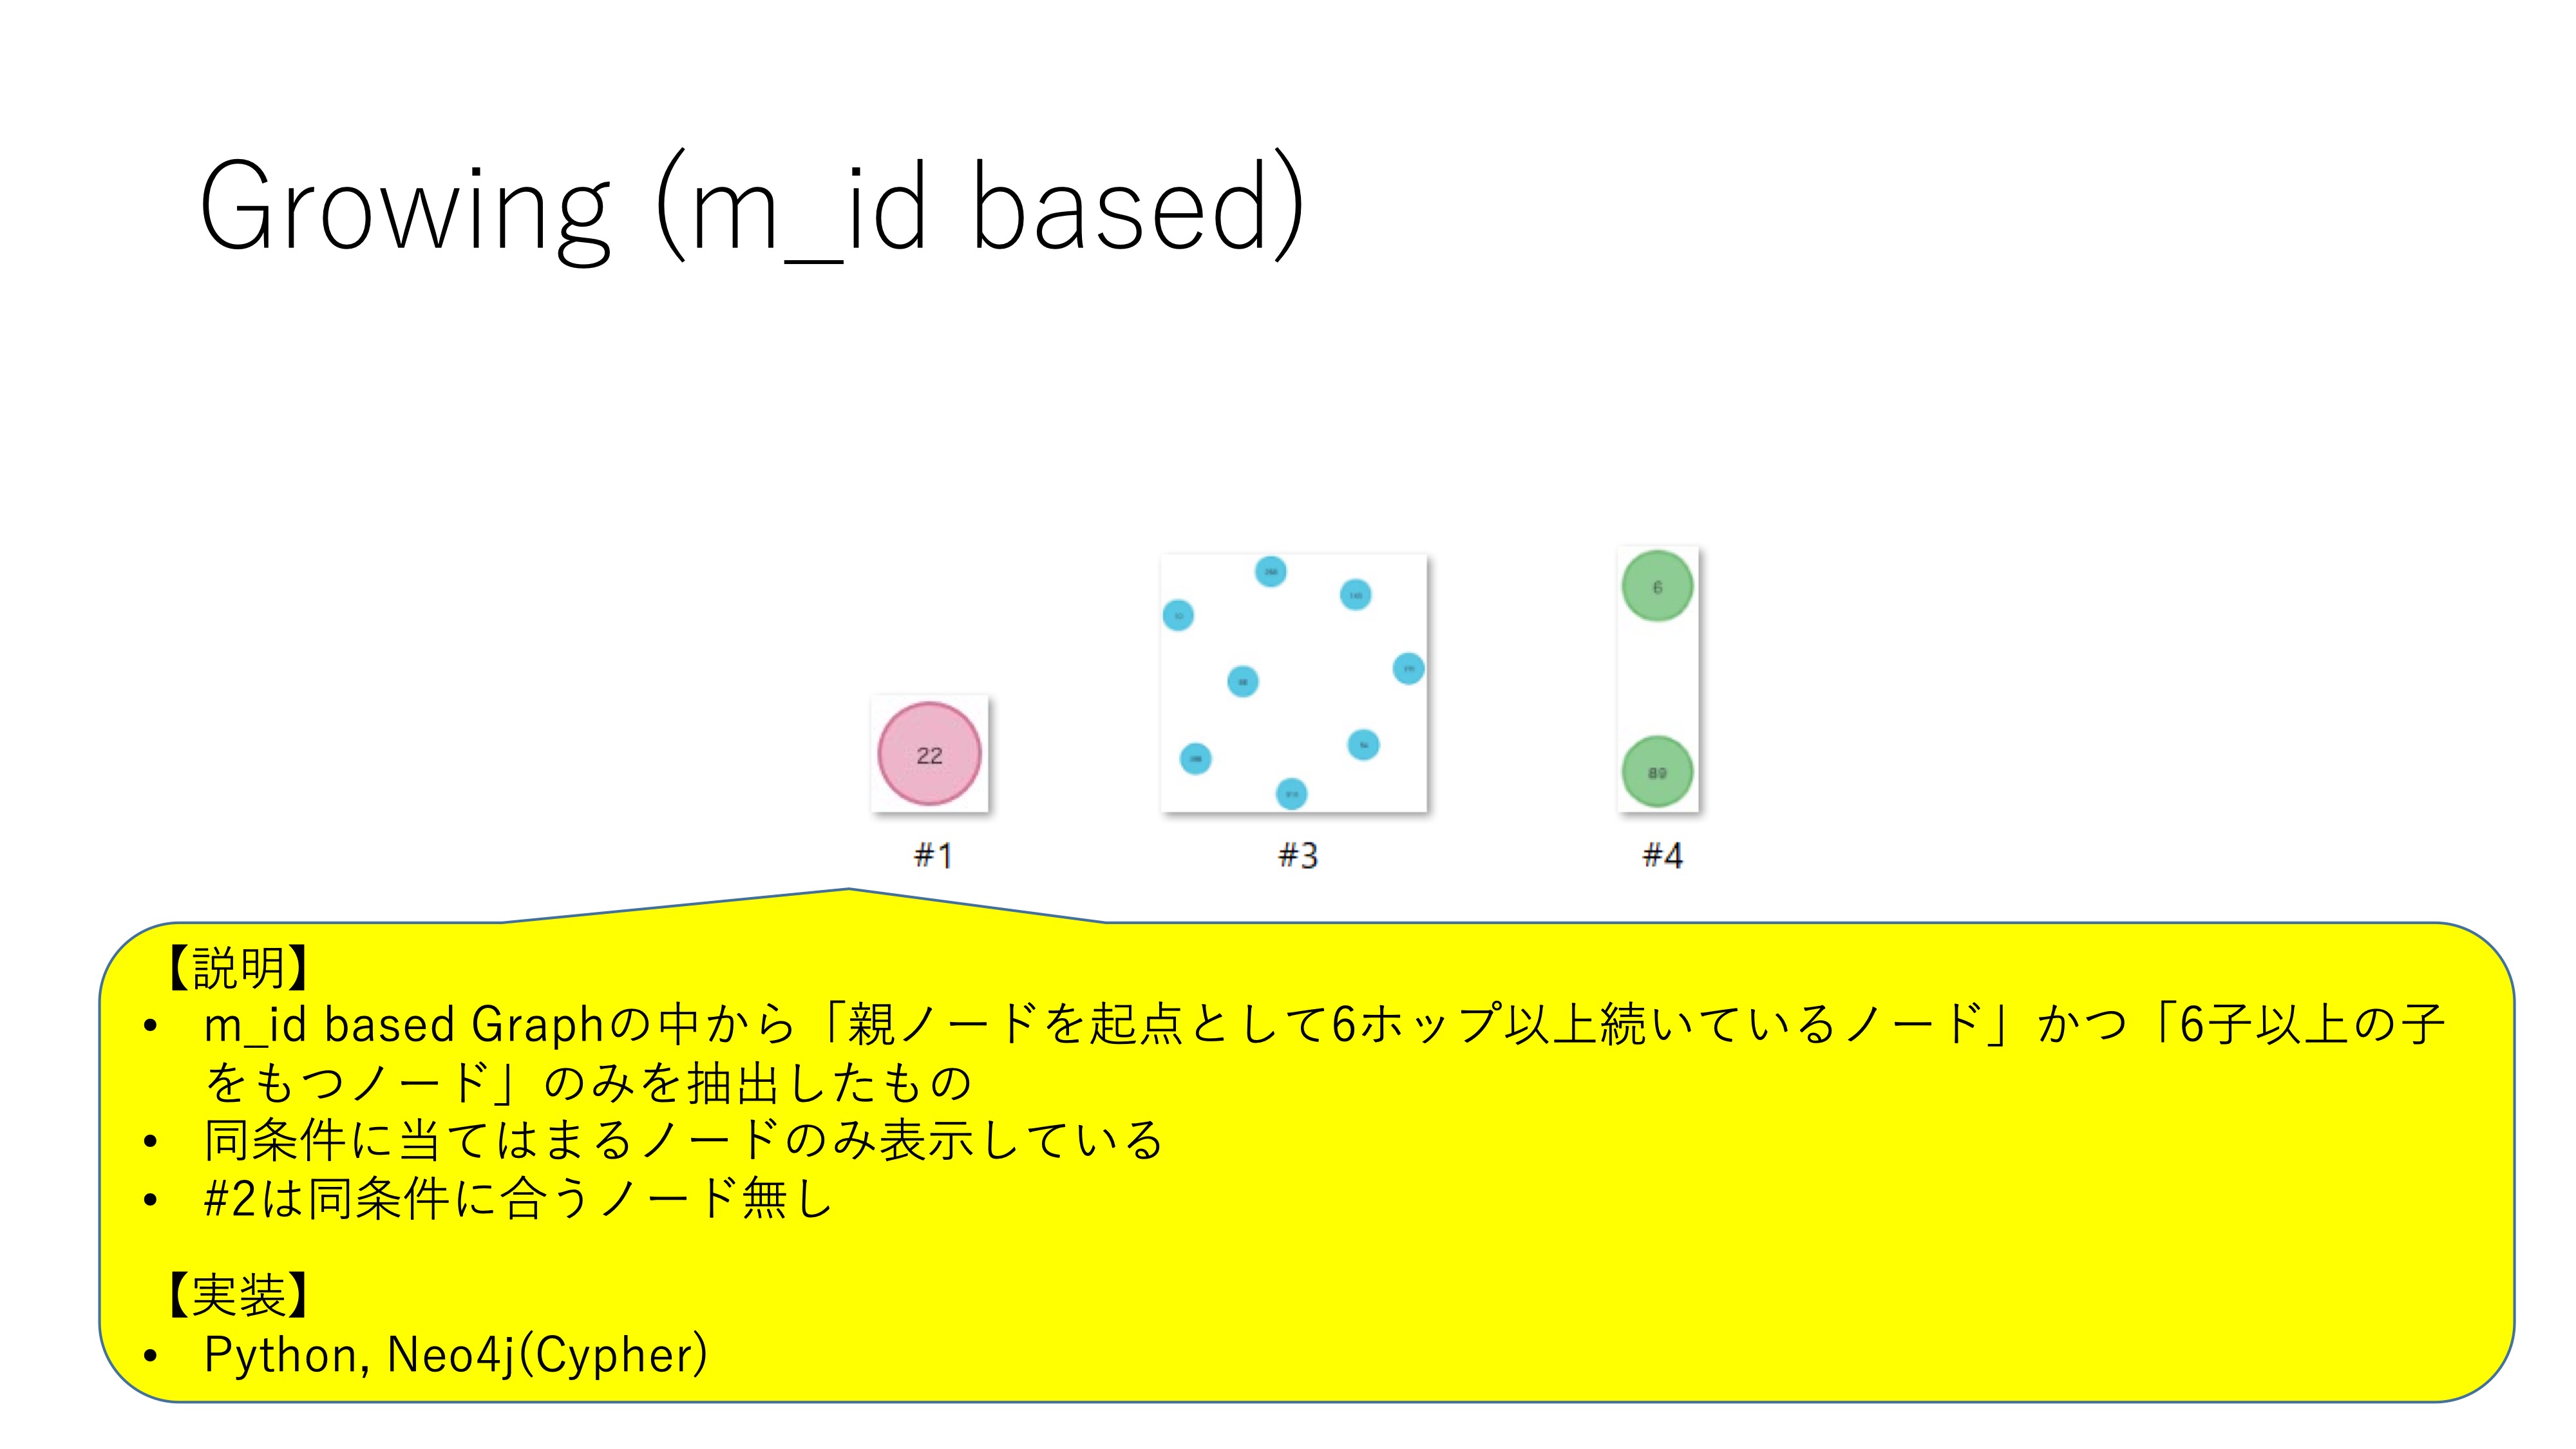 Growing (m_id based)
6
22
89
#1
#3
#4
【説明】
• m_id based Graphの中から「親ノードを起点として6ホップ以上続いているノード」かつ「6子以上の子
をもつノード」のみを抽出したもの
• 同条件に当てはまるノードのみ表示している
• #2は同条件に合うノード無し
【実装】
• Python, Neo4j(Cypher)